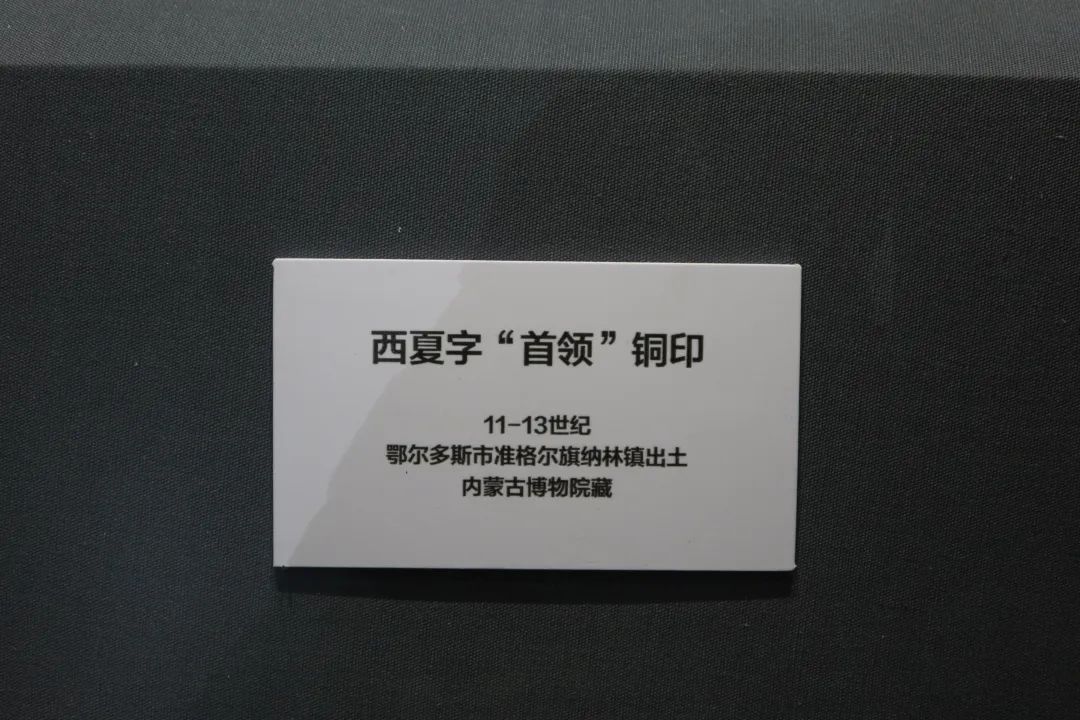 西夏字“首领”铜印
11-13世纪
鄂尔多斯市准格尔旗纳林镇出土
内蒙古博物院藏